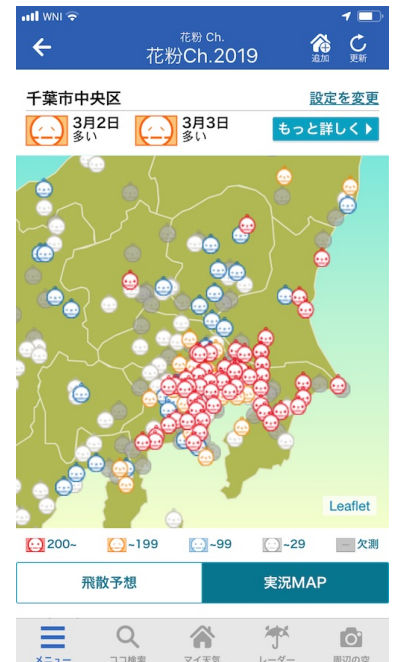 WNI
花粉 Ch.
花粉Ch.2019
追加
更新
千葉市中央区
設定を変更
3月2日
多い
3月3日
多い
もっと詳しく
Leaflet
200~
~199
~99
~29
欠測
飛散予想
実況MAP
メニュー
ココ検索
マイ天気
レーダー
周辺の空